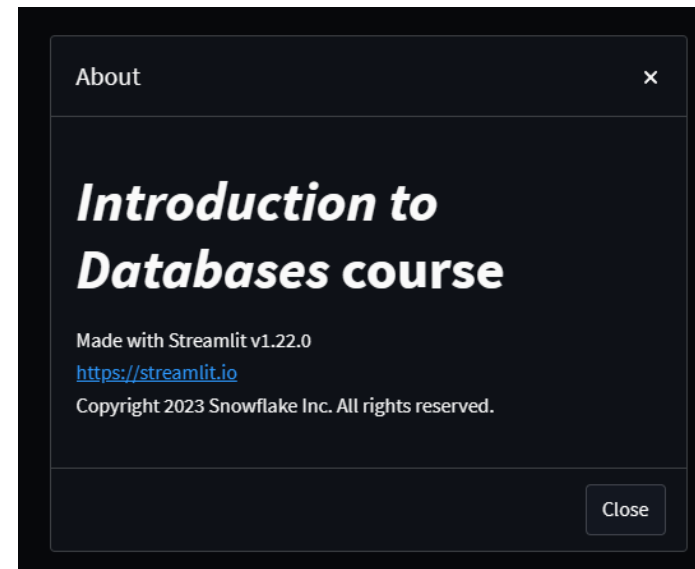 About ×
Introduction to
Databases course
Made with Streamlit v1.22.0
https://streamlit.io
Copyright 2023 Snowflake Inc. All rights reserved.
Close